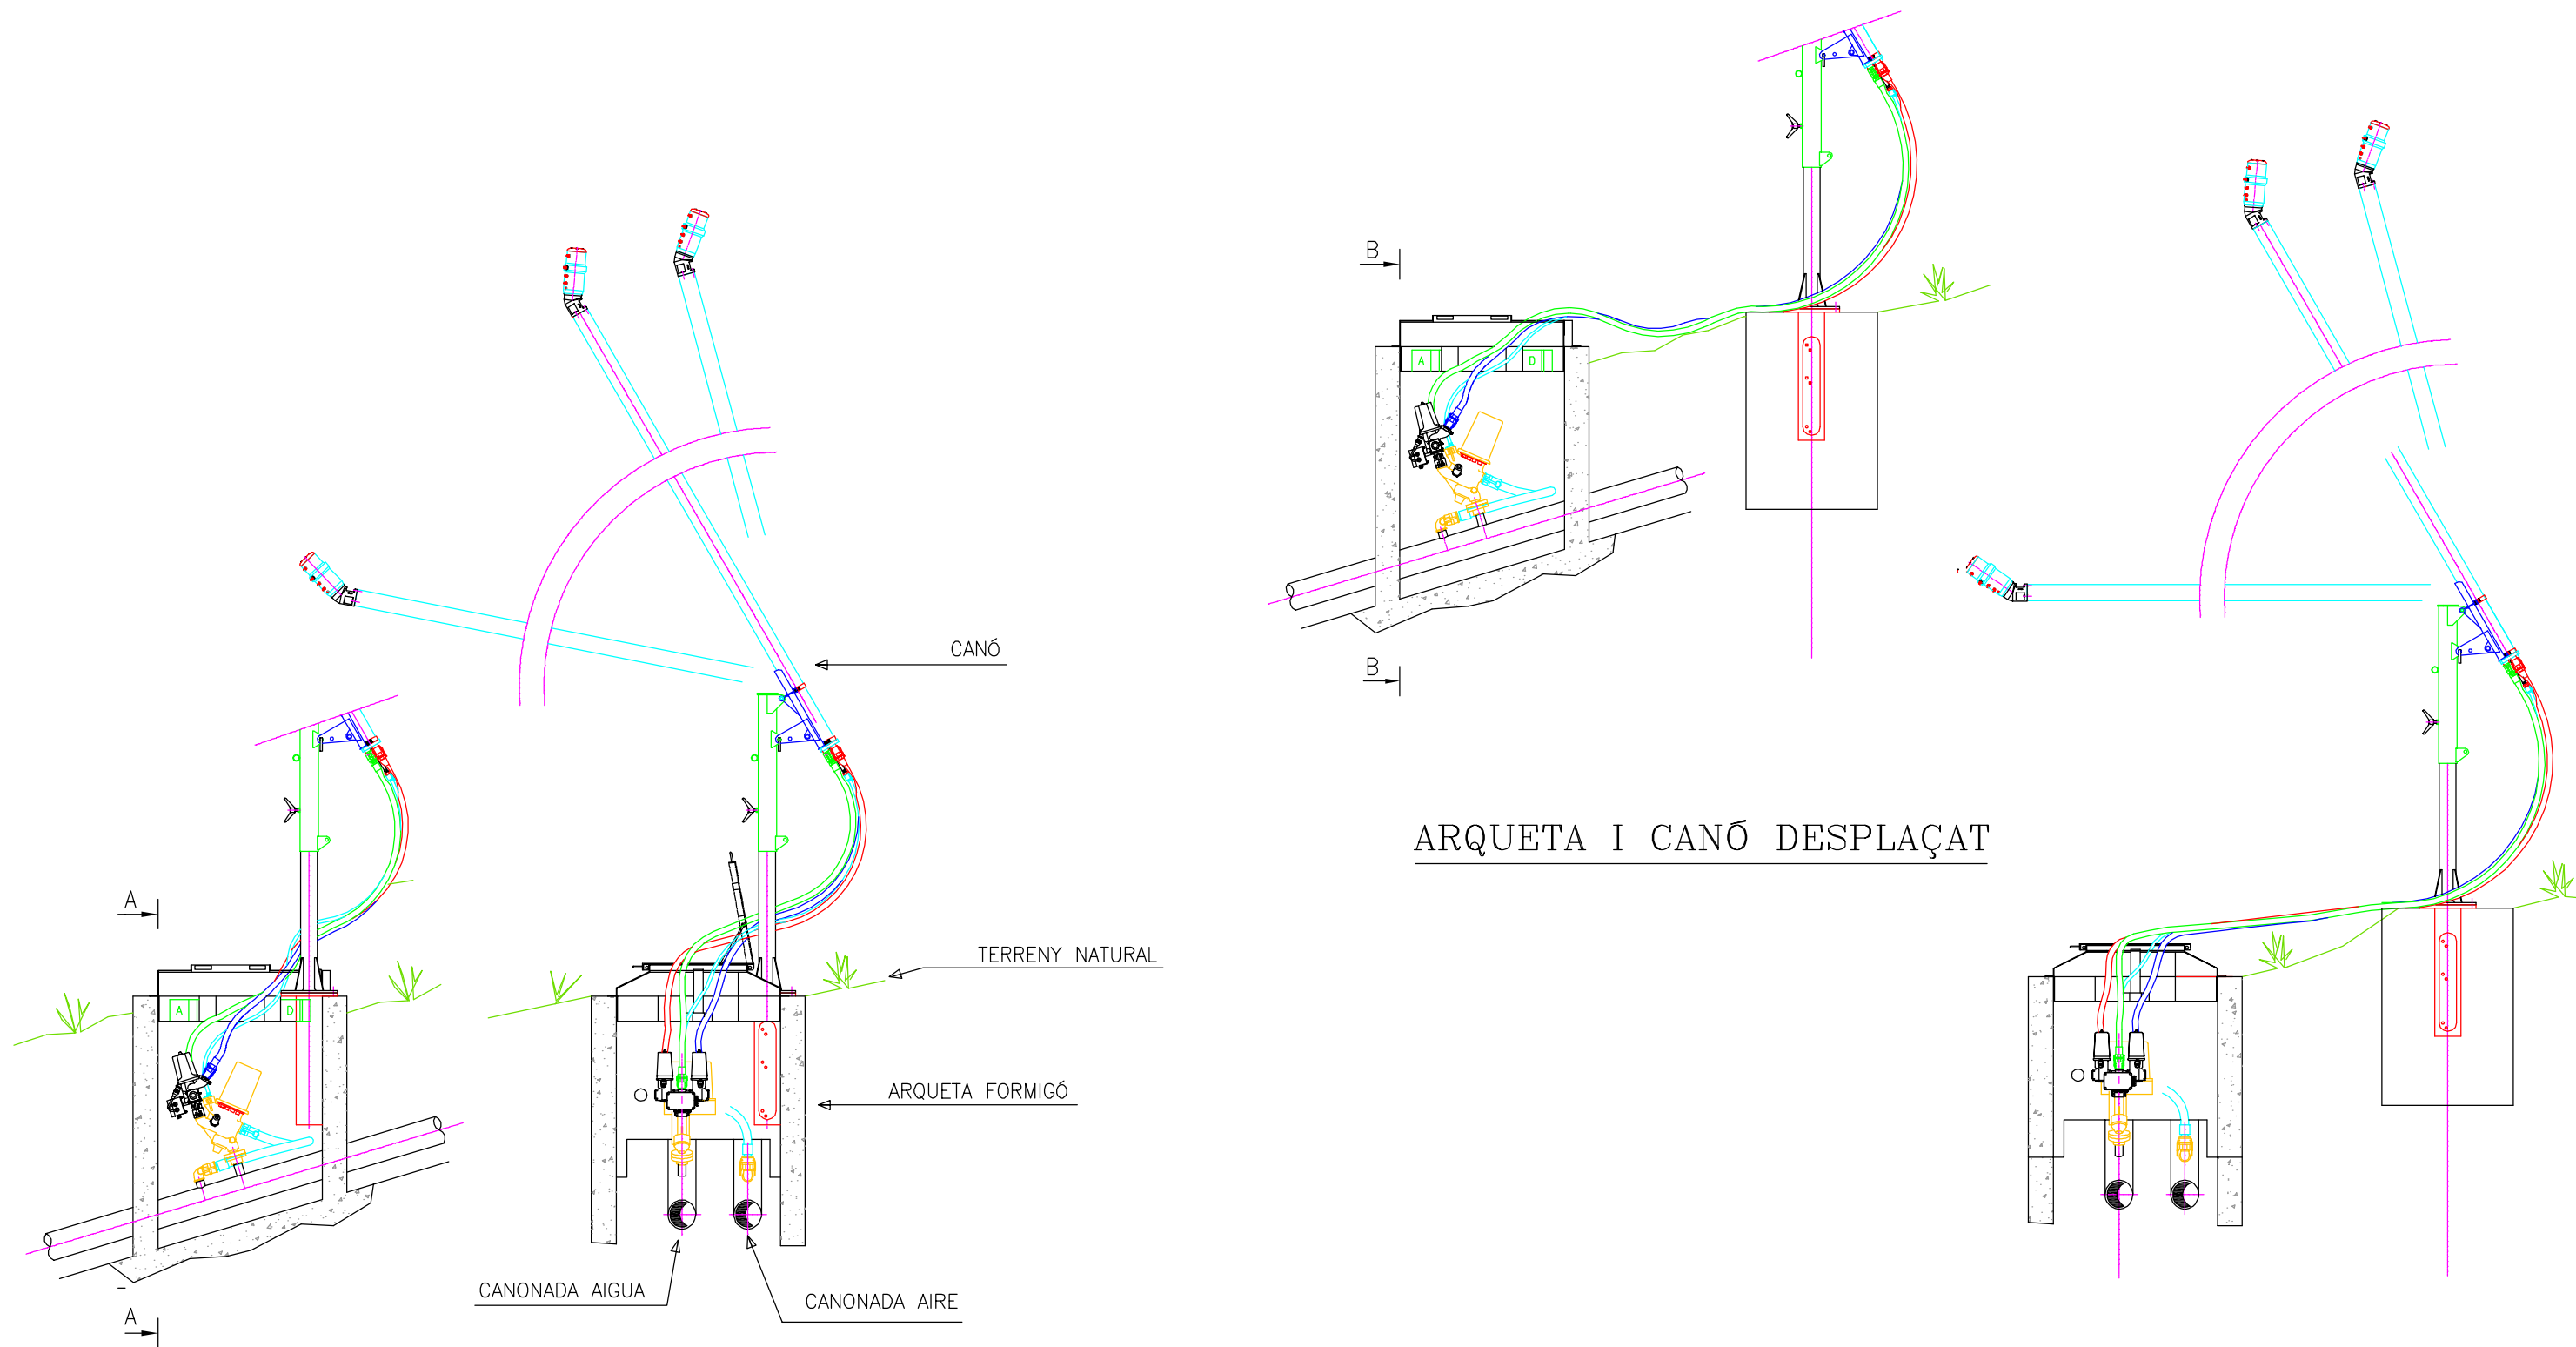 B
A D
B
CANÓ
ARQUETA I CANÓ DESPLAÇAT
A
TERRENY NATURAL
A D
ARQUETA FORMIGÓ
CANONADA AIGUA
CANONADA AIRE
A